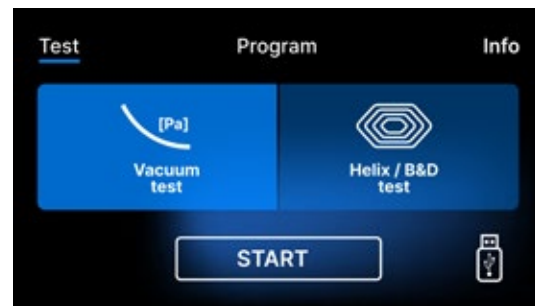 Test Program Info
[Pa]
Vacuum
test
Helix / B&D
test
START